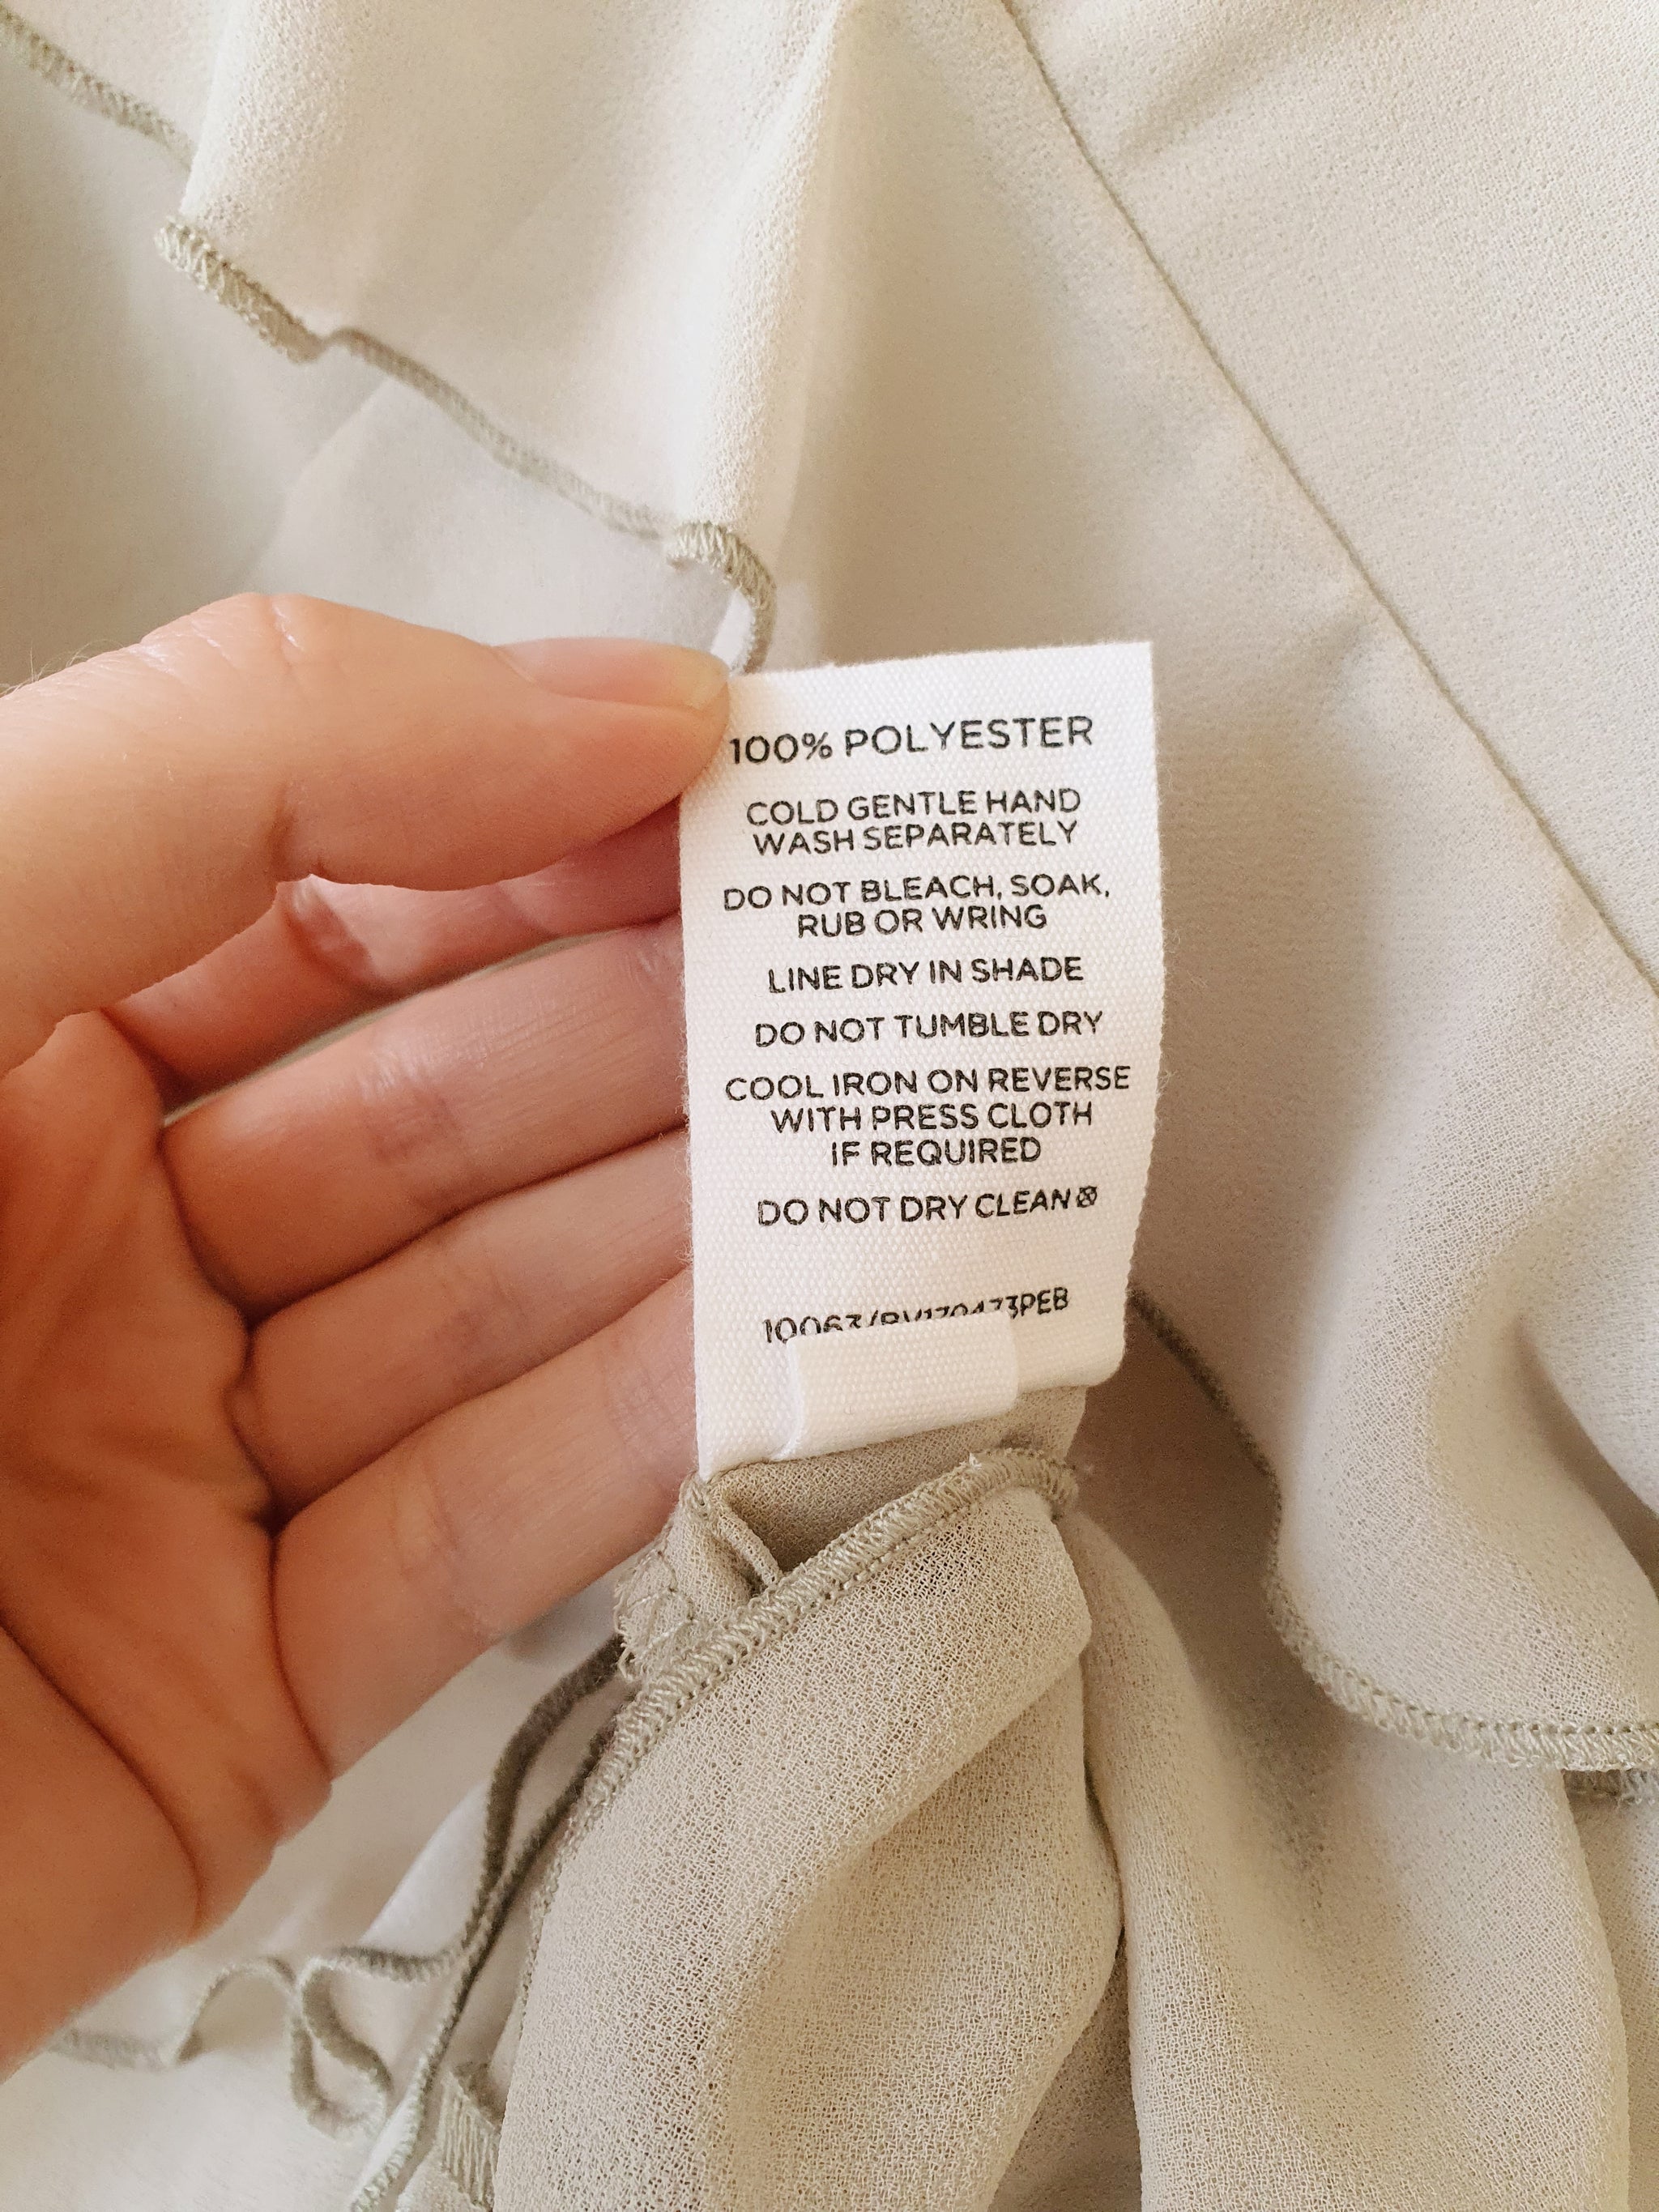 100% POLYESTER
COLD GENTLE HAND
WASH SEPARATELY
DO NOT BLEACH, SOAK,
RUB OR WRING
LINE DRY IN SHADE
DO NOT TUMBLE DRY
COOL IRON ON REVERSE
WITH PRESS CLOTH
IF REQUIRED
DO NOT DRY CLEAN